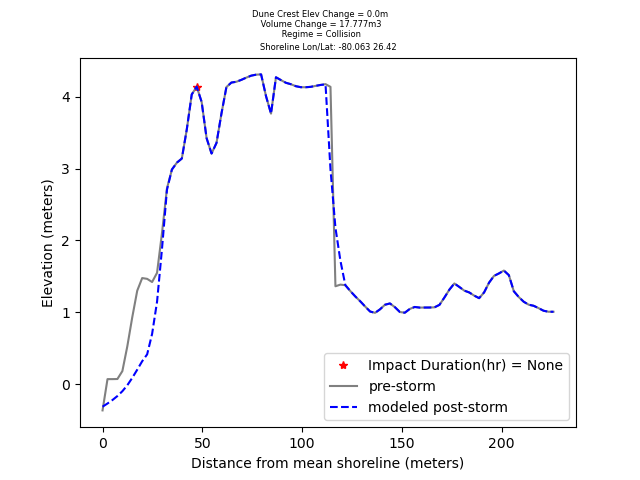 Dune Crest Elev Change = 0.0m
Volume Change = 17.777m3
Regime = Collision
Shoreline Lon/Lat: -80.063 26.42
Elevation (meters)
4
3
2
1
0
Impact Duration(hr) = None
pre-storm
modeled post-storm
0 50 100 150 200
Distance from mean shoreline (meters)